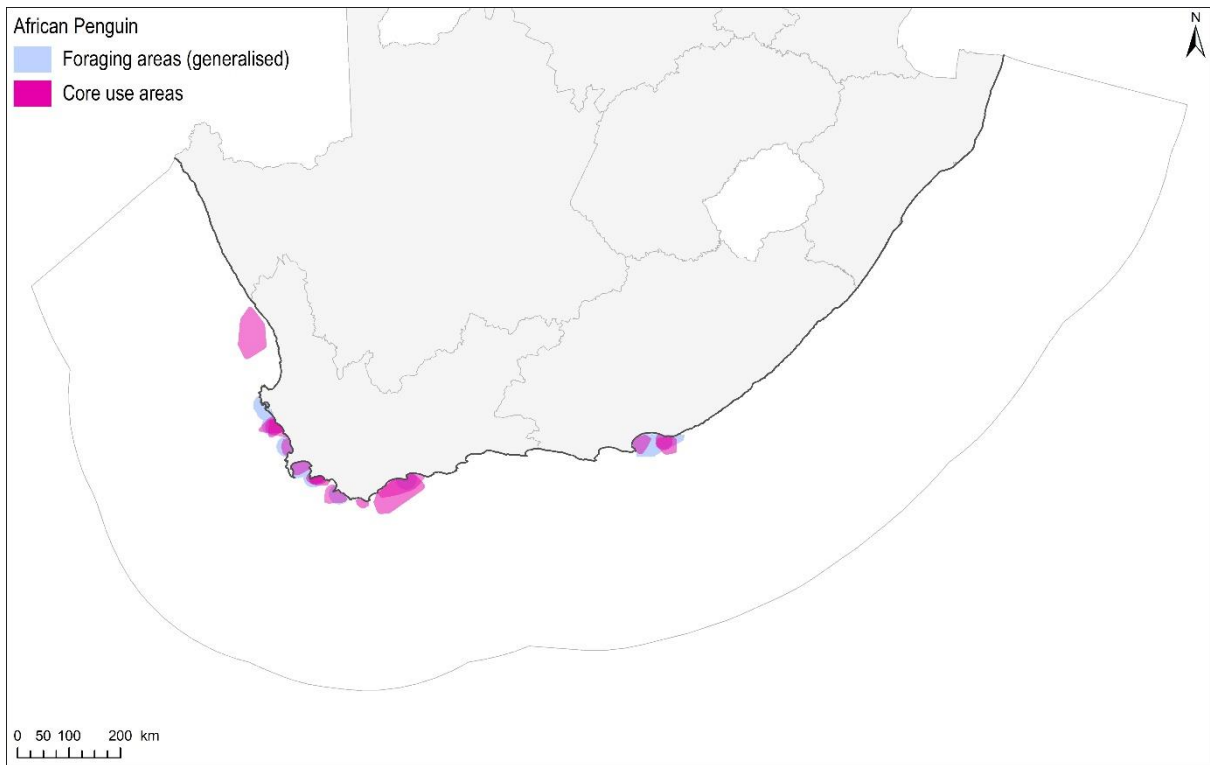 African Penguin
Foraging areas (generalised)
Core use areas
N
0 50 100 200 km